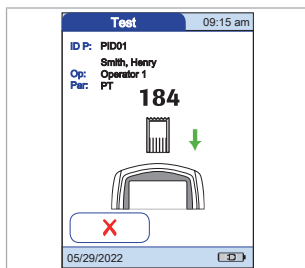 Test 09:15 am
ID P: PID01
Smith, Henry
Op: Operator 1
Par: PT
184
05/29/2022